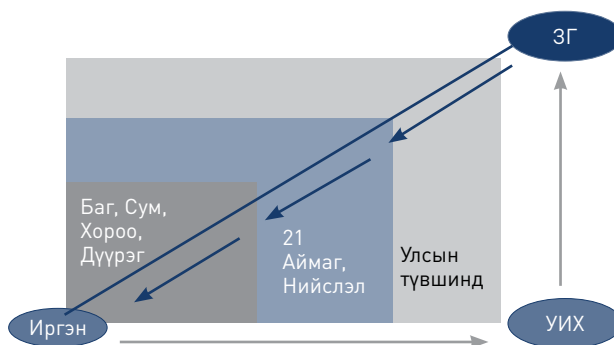 ЗГ
Баг, Сум,
Хороо,
Дүүрэг
21
Аймаг,
Нийслэл
Улсын
түвшинд
Иргэн
УИХ